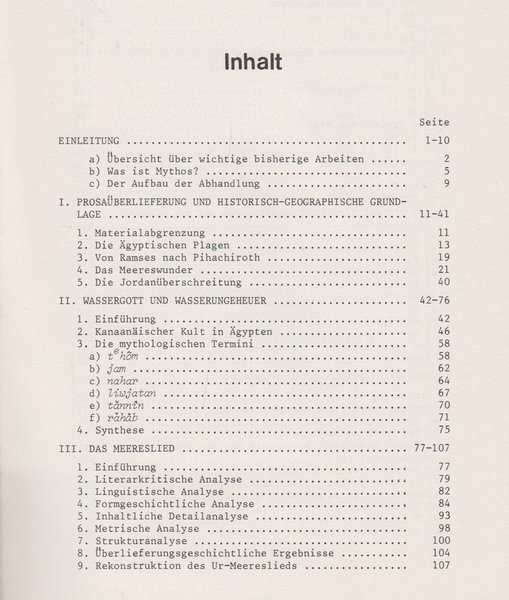 Inhalt
Seite
EINLEITUNG ........................................ 1-10
a) Übersicht über wichtige bisherige Arbeiten ...... 2
b) Was ist Mythos? ................................. 5
c) Der Aufbau der Abhandlung ....................... 9
I. PROSAÜBERLIEFERUNG UND HISTORISCH-GEOGRAPHISCHE GRUND-
LAGE ............................................ 11-41
1. Materialabgrenzung .............................. 11
2. Die Ägyptischen Plagen .......................... 13
3. Von Ramses nach Pihachiroth ..................... 19
4. Das Meereswunder ................................ 21
5. Die Jordanüberschreitung ........................ 40
II. WASSERGOTT UND WASSERUNGEHEUER .................. 42-76
1. Einführung ...................................... 42
2. Kanaanäischer Kult in Ägypten ................... 46
3. Die mythologischen Termini ...................... 58
a) tᵉhôm ......................................... 58
b) jam ........................................... 62
c) nahar ......................................... 64
d) liwjatan ...................................... 67
e) tănnîn ........................................ 70
f) råhăb ......................................... 71
4. Synthese ........................................ 75
III. DAS MEERESLIED ................................. 77-107
1. Einführung ...................................... 77
2. Literarkritische Analyse ........................ 79
3. Linguistische Analyse ........................... 82
4. Formgeschichtliche Analyse ...................... 84
5. Inhaltliche Detailanalyse ....................... 93
6. Metrische Analyse ............................... 98
7. Strukturanalyse ................................. 100
8. Überlieferungsgeschichtliche Ergebnisse ......... 104
9. Rekonstruktion des Ur-Meereslieds ............... 107